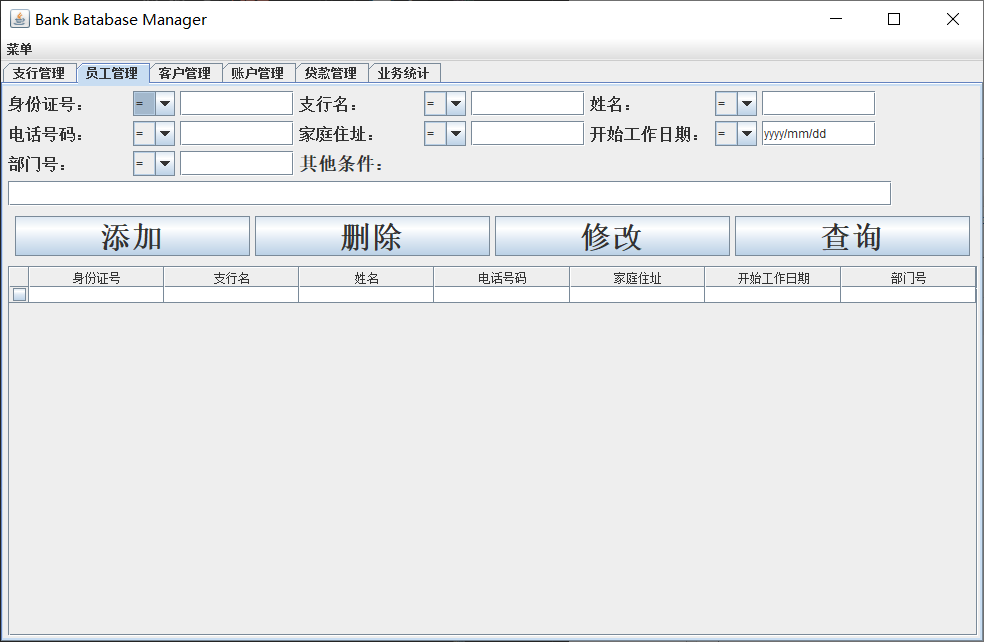 Bank Batabase Manager
菜单
支行管理 员工管理 客户管理 账户管理 贷款管理 业务统计
身份证号： = 支行名： = 姓名： =
电话号码： = 家庭住址： = 开始工作日期： = yyyy/mm/dd
部门号： = 其他条件：
添加 删除 修改 查询
身份证号 支行名 姓名 电话号码 家庭住址 开始工作日期 部门号